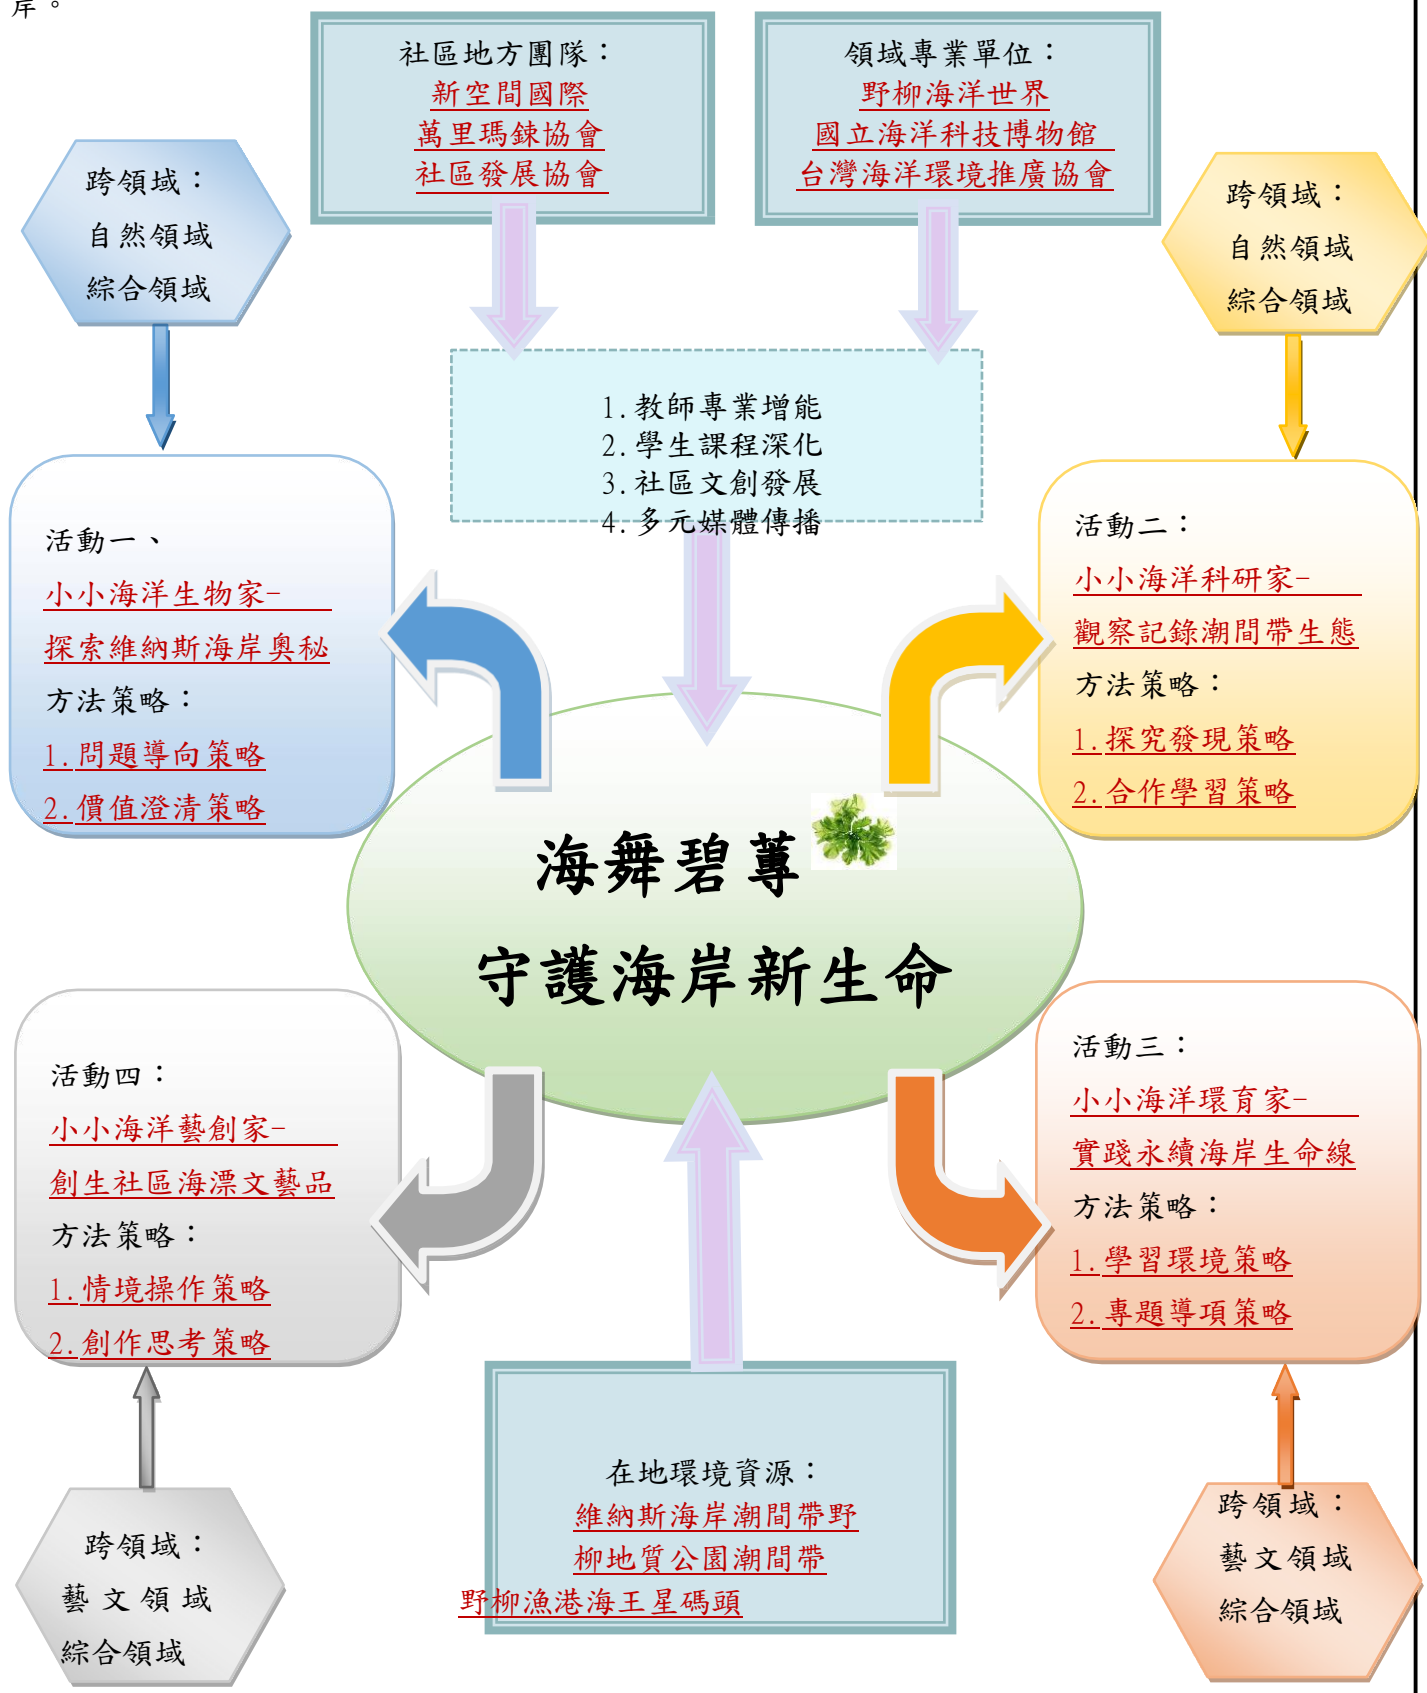 岸。
社區地方團隊：
新空間國際
萬里瑪鋉協會
社區發展協會
領域專業單位：
野柳海洋世界
國立海洋科技博物館
台灣海洋環境推廣協會
跨領域：
自然領域
綜合領域
跨領域：
自然領域
綜合領域
1.教師專業增能
2.學生課程深化
3.社區文創發展
4.多元媒體傳播
活動一、
小小海洋生物家-
探索維納斯海岸奧秘
方法策略：
1.問題導向策略
2.價值澄清策略
活動二：
小小海洋科研家-
觀察記錄潮間帶生態
方法策略：
1.探究發現策略
2.合作學習策略
海舞碧蓴
守護海岸新生命
活動四：
小小海洋藝創家-
創生社區海漂文藝品
方法策略：
1.情境操作策略
2.創作思考策略
活動三：
小小海洋環育家-
實踐永續海岸生命線
方法策略：
1.學習環境策略
2.專題導項策略
在地環境資源：
維納斯海岸潮間帶野
柳地質公園潮間帶
野柳漁港海王星碼頭
跨領域：
藝文領域
綜合領域
跨領域：
藝文領域
綜合領域